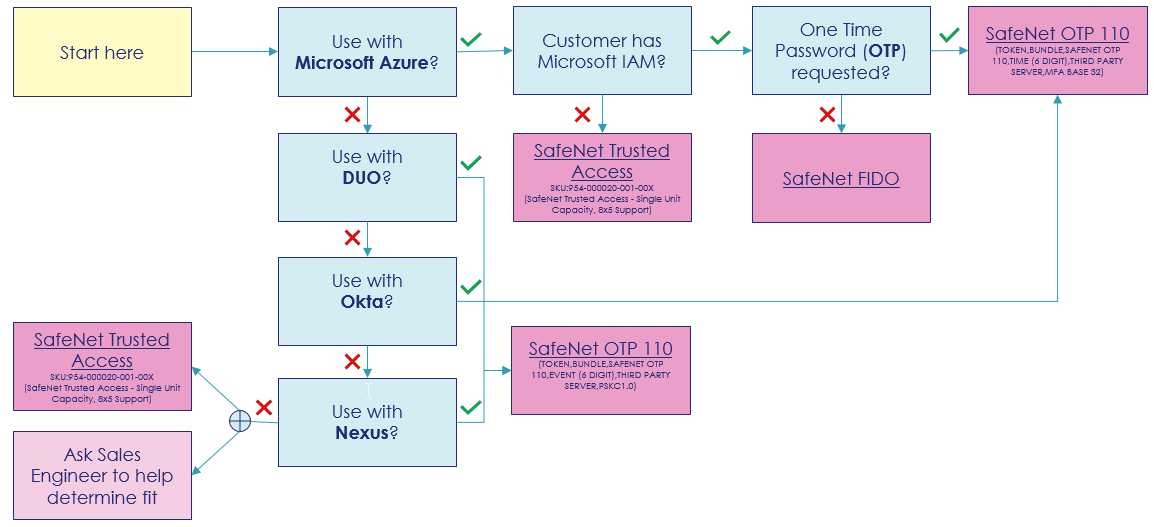 Start here
Use with
Microsoft Azure?
Customer has
Microsoft IAM?
One Time
Password (OTP)
requested?
SafeNet OTP 110
(TOKEN,BUNDLE,SAFENET OTP
110,TIME (6 DIGIT),THIRD PARTY
SERVER,MFA BASE 32)
Use with
DUO?
SafeNet Trusted
Access
SKU:954-000020-001-00X
(SafeNet Trusted Access - Single Unit
Capacity, 8x5 Support)
SafeNet FIDO
Use with
Okta?
SafeNet Trusted
Access
SKU:954-000020-001-00X
(SafeNet Trusted Access - Single Unit
Capacity, 8x5 Support)
SafeNet OTP 110
(TOKEN,BUNDLE,SAFENET OTP
110,EVENT (6 DIGIT),THIRD PARTY
SERVER,PSKC1.0)
Use with
Nexus?
Ask Sales
Engineer to help
determine fit